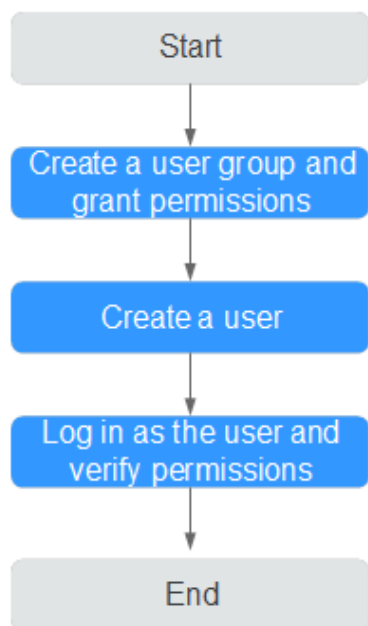 Start
Create a user group and
grant permissions
Create a user
Log in as the user and
verify permissions
End